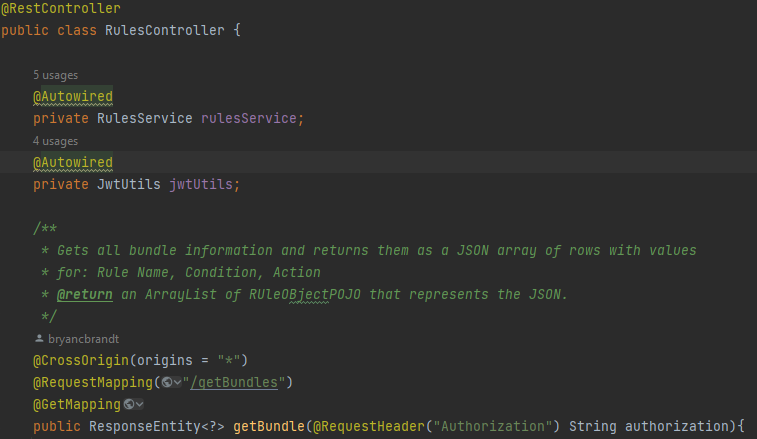 @RestController
public class RulesController {
5 usages
@Autowired
private RulesService rulesService;
4 usages
@Autowired
private JwtUtils jwtUtils;
/**
* Gets all bundle information and returns them as a JSON array of rows with values
* for: Rule Name, Condition, Action
* @return an ArrayList of RUleOBjectPOJO that represents the JSON.
*/
bryancbrandt
@CrossOrigin(origins = "*")
@RequestMapping("/getBundles")
@GetMapping
public ResponseEntity<?> getBundle(@RequestHeader("Authorization") String authorization){